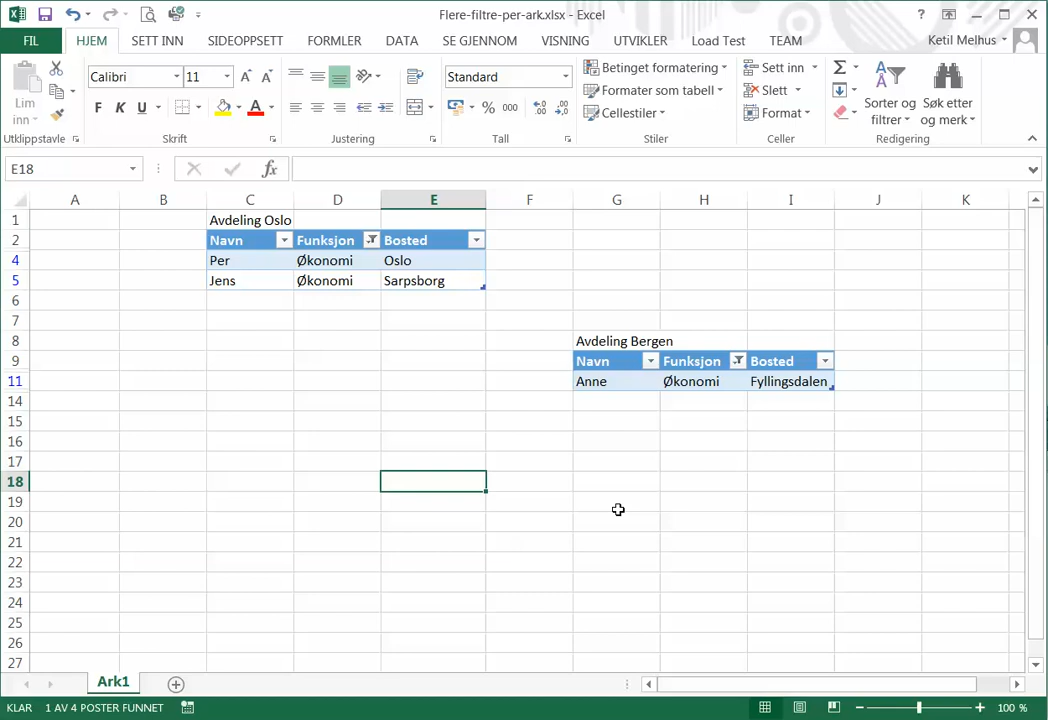 Flere-filtre-per-ark.xlsx - Excel
FIL HJEM SETT INN SIDEOPPSETT FORMLER DATA SE GJENNOM VISNING UTVIKLER Load Test TEAM Ketil Melhus
Lim inn
Calibri 11
Standard
Betinget formatering
Formater som tabell
Cellestiler
Sett inn
Slett
Format
Sorter og filtrer
Søk etter og merk
Utklippstavle Skrift Justering Tall Stiler Celler Redigering
E18
A B C D E F G H I J K
1 Avdeling Oslo
2 Navn Funksjon Bosted
4 Per Økonomi Oslo
5 Jens Økonomi Sarpsborg
6
7
8 Avdeling Bergen
9 Navn Funksjon Bosted
11 Anne Økonomi Fyllingsdalen
14
15
16
17
18
19
20
21
22
23
24
25
26
27
Ark1
KLAR 1 AV 4 POSTER FUNNET 100 %